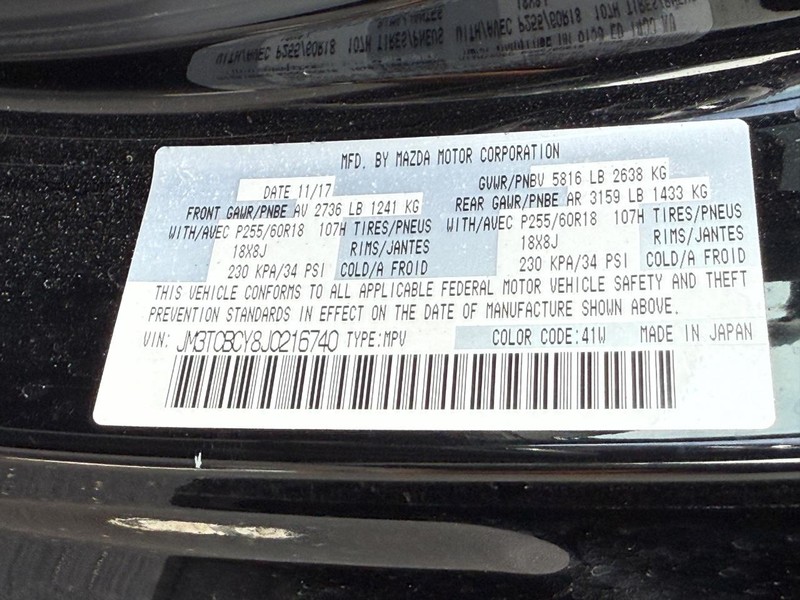 MFD. BY MAZDA MOTOR CORPORATION
DATE 11/17 GVWR/PNBV 5816 LB 2638 KG
FRONT GAWR/PNBE AV 2736 LB 1241 KG REAR GAWR/PNBE AR 3159 LB 1433 KG
WITH/AVEC P255/60R18 107H TIRES/PNEUS WITH/AVEC P255/60R18 107H TIRES/PNEUS
18X8J RIMS/JANTES 18X8J RIMS/JANTES
230 KPA/34 PSI COLD/A FROID 230 KPA/34 PSI COLD/A FROID
THIS VEHICLE CONFORMS TO ALL APPLICABLE FEDERAL MOTOR VEHICLE SAFETY AND THEFT
PREVENTION STANDARDS IN EFFECT ON THE DATE OF MANUFACTURE SHOWN ABOVE.
VIN: JM3TCBCY8J0216740 TYPE:MPV COLOR CODE:41W MADE IN JAPAN